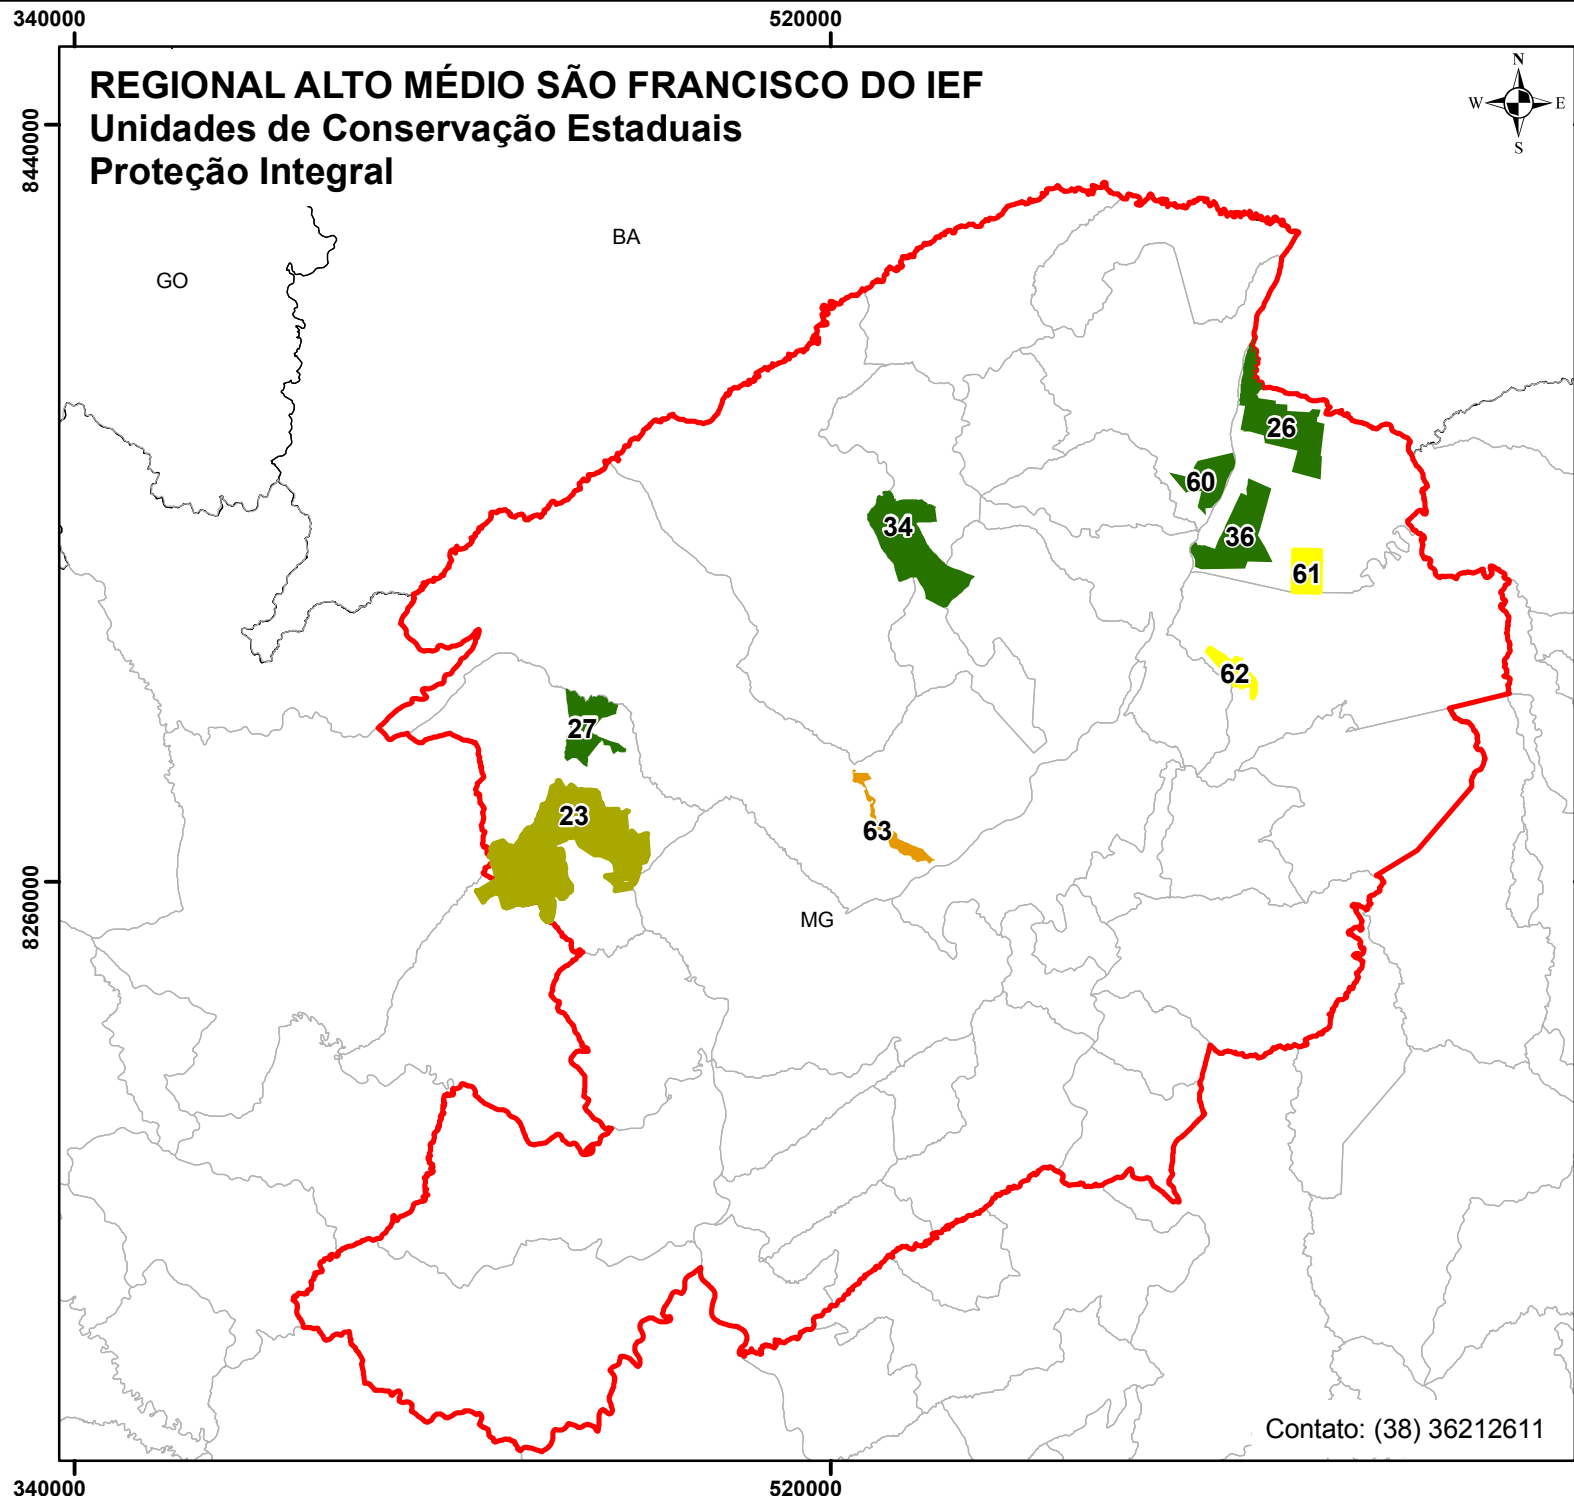 340000
520000
REGIONAL ALTO MÉDIO SÃO FRANCISCO DO IEF
Unidades de Conservação Estaduais
Proteção Integral
N
W
E
S
8440000
BA
GO
26
60
34
36
61
62
27
23
63
8260000
MG
Contato: (38) 36212611
340000
520000